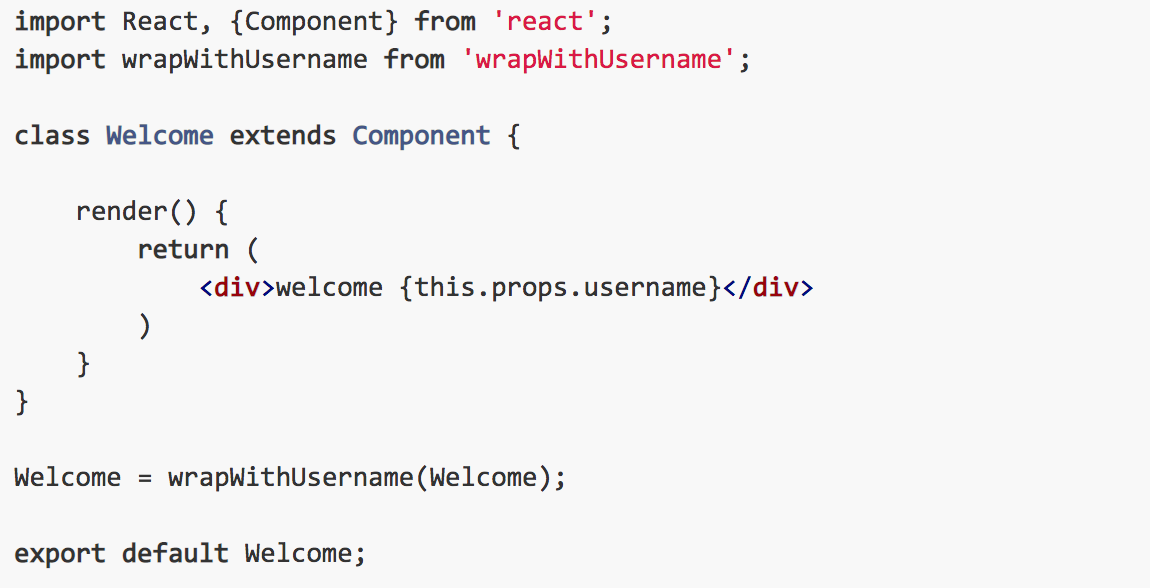 import React, {Component} from 'react';
import wrapWithUsername from 'wrapWithUsername';
class Welcome extends Component {
render() {
return (
<div>welcome {this.props.username}</div>
)
}
}
Welcome = wrapWithUsername(Welcome);
export default Welcome;